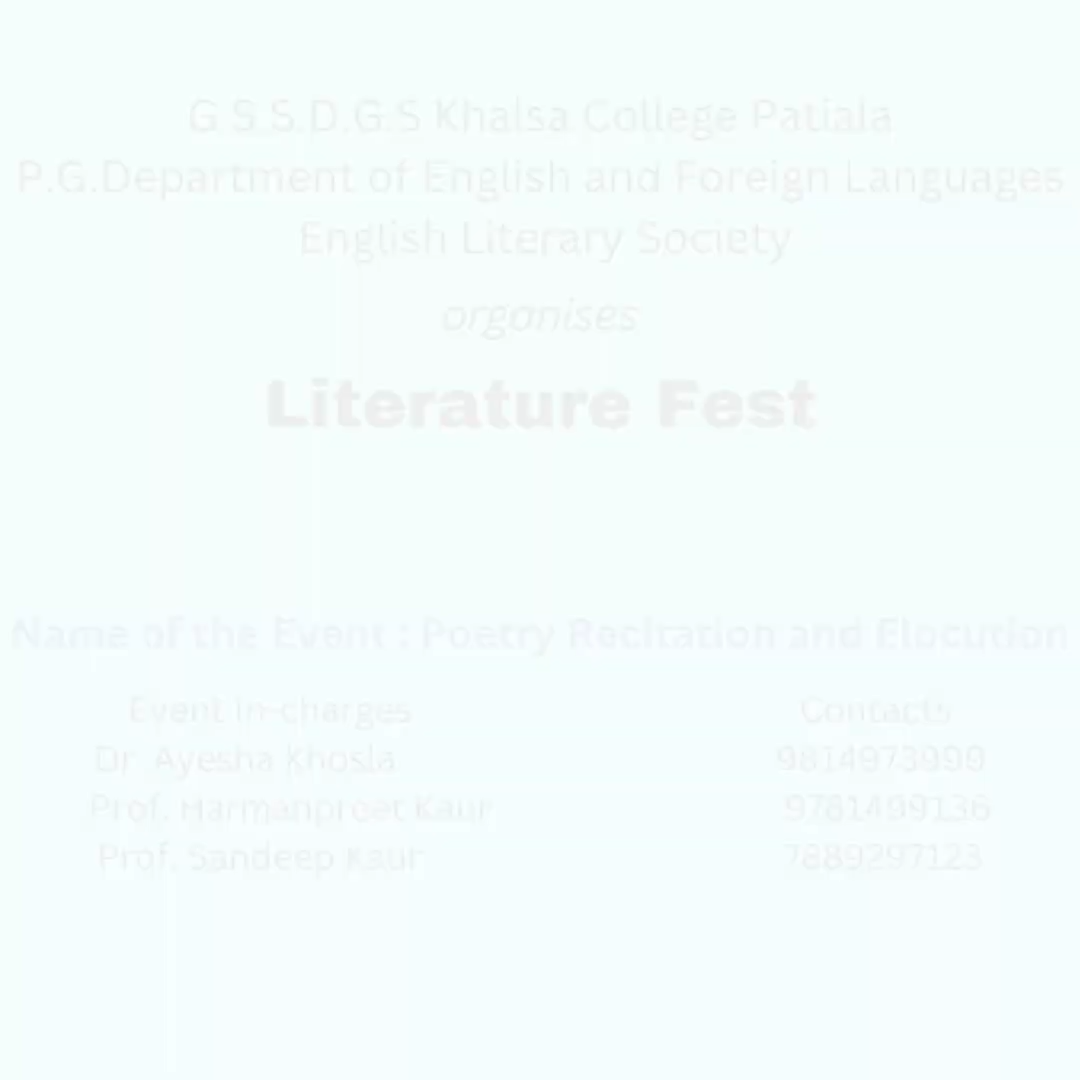 G.S.S.D.G.S Khalsa College Patiala
P.G.Department of English and Foreign Languages
English Literary Society
organises
Literature Fest
Name of the Event : Poetry Recitation and Elocution
Event In-charges Contacts
Dr. Ayesha Khosla
Prof. Harmanpreet Kaur 9781499136
Prof. Sandeep Kaur 7889297123